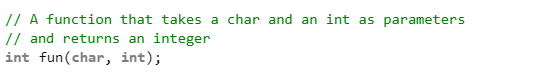 // A function that takes a char and an int as parameters
// and returns an integer
int fun(char, int);